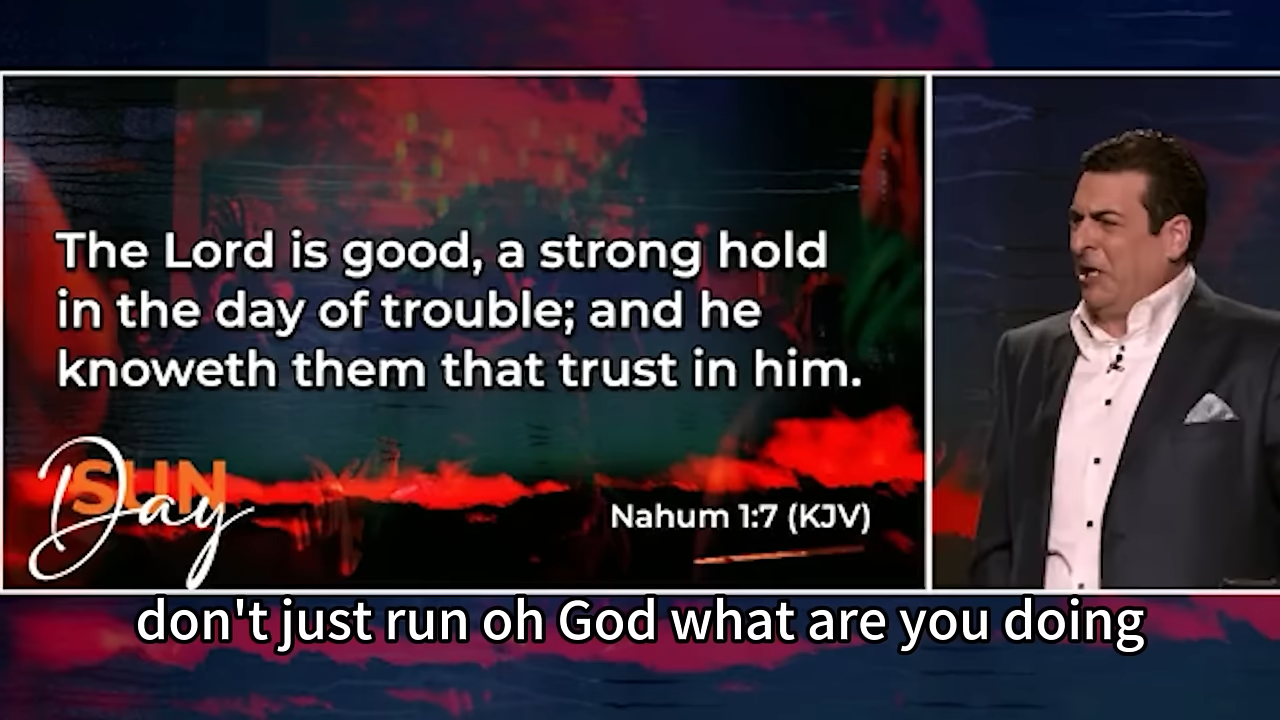 The Lord is good, a strong hold
in the day of trouble; and he
knoweth them that trust in him.
SUN
Day
Nahum 1:7 (KJV)
don't just run oh God what are you doing